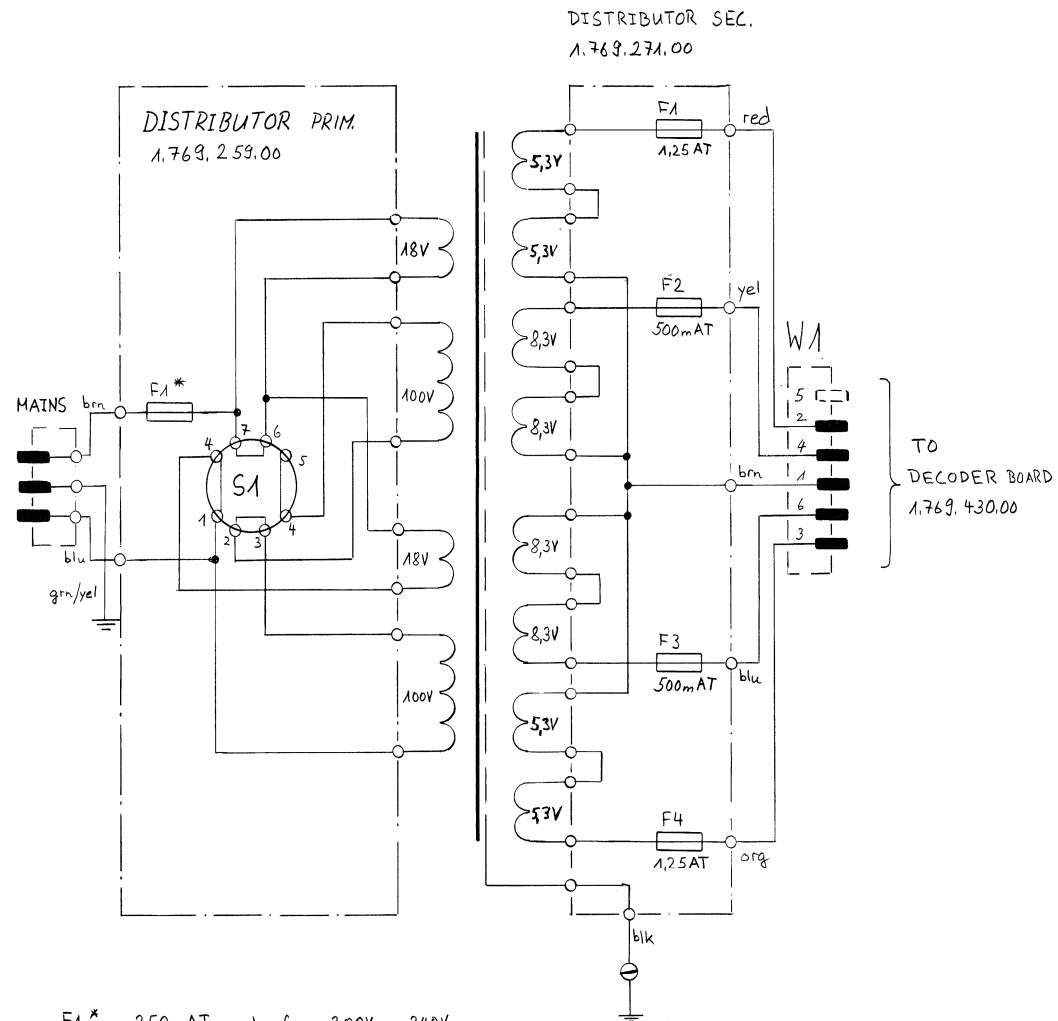 DISTRIBUTOR SEC.
1.769.271.00
DISTRIBUTOR PRIM.
1.769.259.00
F1
red
1,25AT
5,3V
5,3V
18V
F2
yel
500mAT
8,3V
8,3V
100V
W1
5
2
4
1
6
3
TO
DECODER BOARD
1.769.430.00
MAINS
brn
F1*
7
6
4
5
S1
1
4
2
3
brn
blu
grn/yel
18V
8,3V
8,3V
F3
500mAT
blu
100V
5,3V
5,3V
F4
1,25AT
org
blk